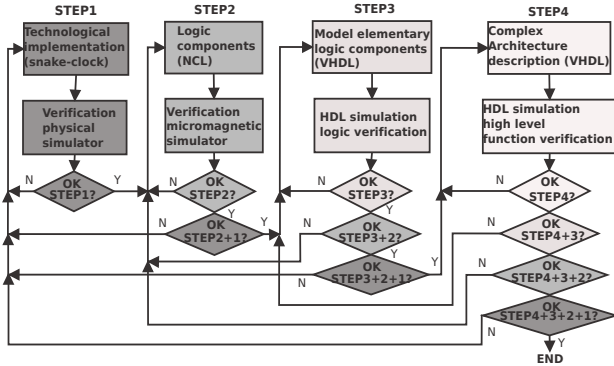 STEP1
STEP2
STEP3
STEP4
Technological
implementation
(snake-clock)
Logic
components
(NCL)
Model elementary
logic components
(VHDL)
Complex
Architecture
description (VHDL)
Verification
physical
simulator
Verification
micromagnetic
simulator
HDL simulation
logic verification
HDL simulation
high level
function verification
N
OK
STEP1?
Y
N
OK
STEP2?
Y
N
OK
STEP3?
Y
N
OK
STEP4?
N
OK
STEP2+1?
Y
N
OK
STEP3+2?
Y
N
OK
STEP4+3?
N
OK
STEP3+2+1?
Y
N
OK
STEP4+3+2?
N
OK
STEP4+3+2+1?
Y
END